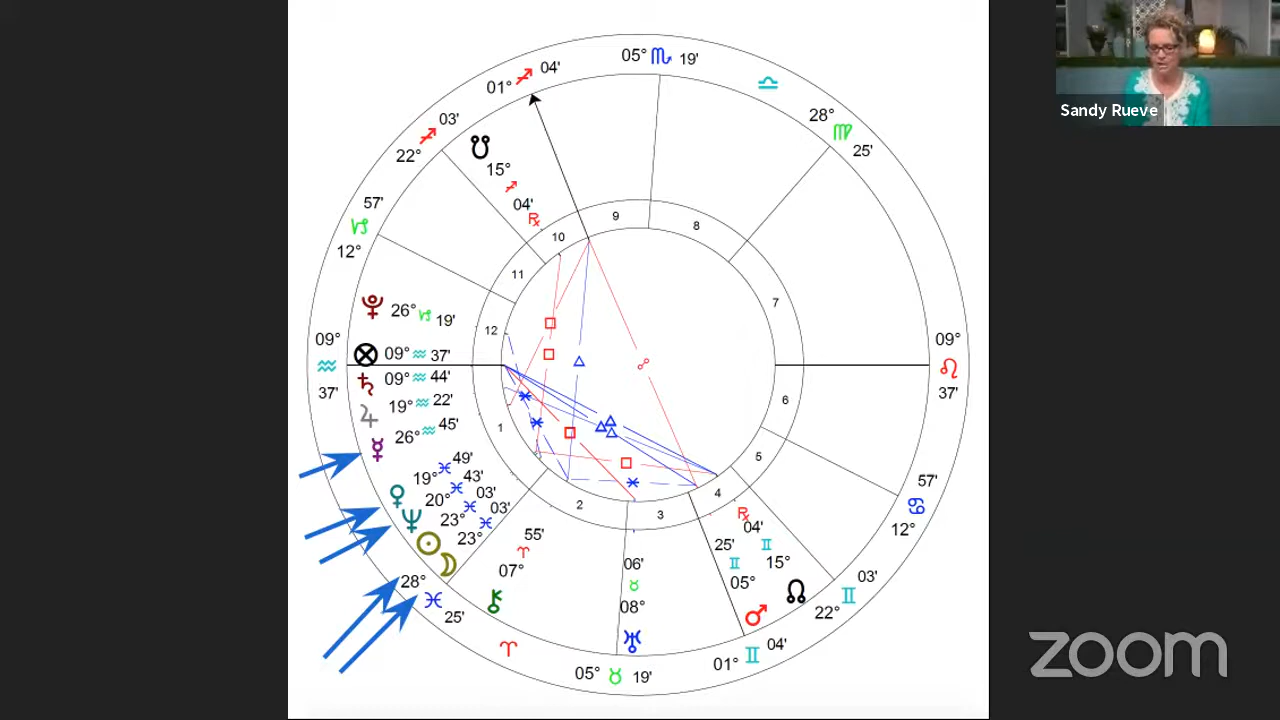 Sandy Rueve
05° ♏ 19'
♎
28° ♍ 25'
01° ♐ 04'
22° ♐ 03'
57'
♑
12°
☋
15°
♐
04'
℞
9
8
10
11
7
12
6
1
5
2
3
4
♇ 26° ♑ 19'
⊗ 09° ♒ 37'
♄ 09° ♒ 44'
♃ 19° ♒ 22'
☿ 26° ♒ 45'
09°
♒
37'
09°
♌
37'
♀ 19° ♓ 49'
♆ 20° ♓ 43'
☉ 23° ♓ 03'
☽ 23° ♓ 03'
28°
♓
25'
55'
♈
07°
⚷
♈
06'
♉
08°
♅
05° ♉ 19'
25'
♊
05°
♂
℞
04'
♊
15°
☊
01° ♊ 04'
22° ♊ 03'
57'
♋
12°
zoom